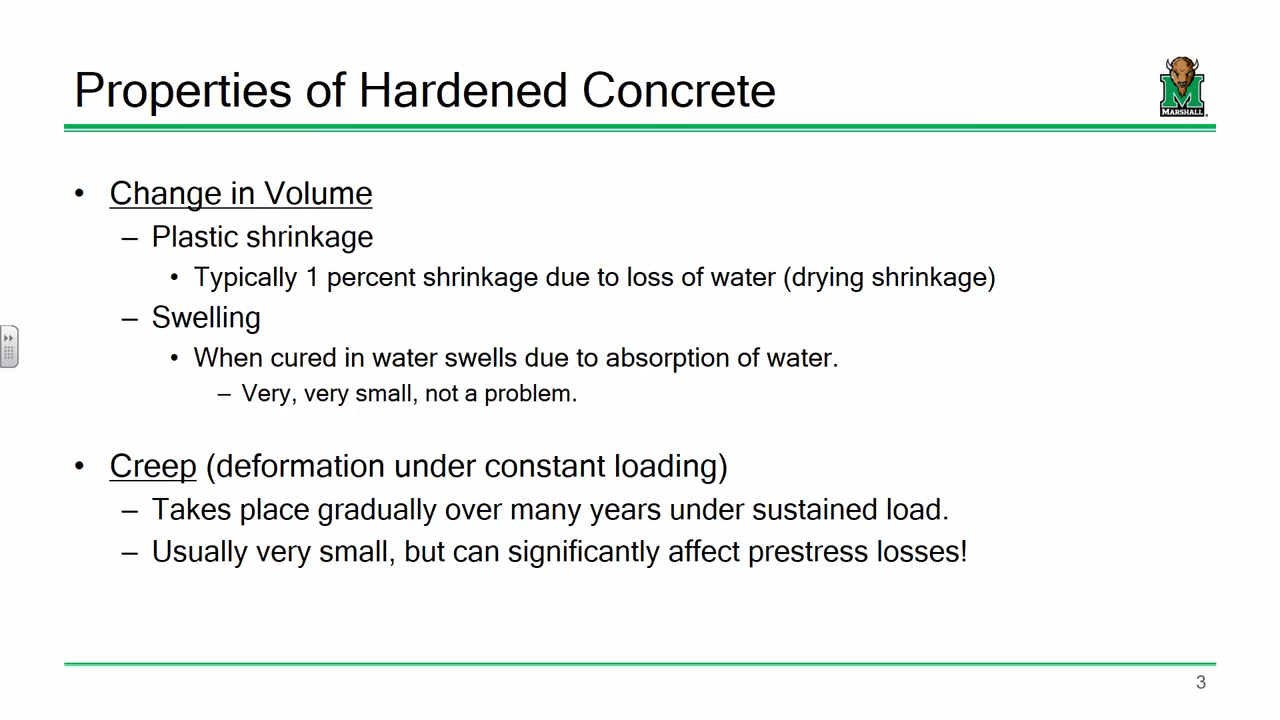 Properties of Hardened Concrete
M
MARSHALL
• Change in Volume
– Plastic shrinkage
• Typically 1 percent shrinkage due to loss of water (drying shrinkage)
– Swelling
• When cured in water swells due to absorption of water.
– Very, very small, not a problem.
• Creep (deformation under constant loading)
– Takes place gradually over many years under sustained load.
– Usually very small, but can significantly affect prestress losses!
3